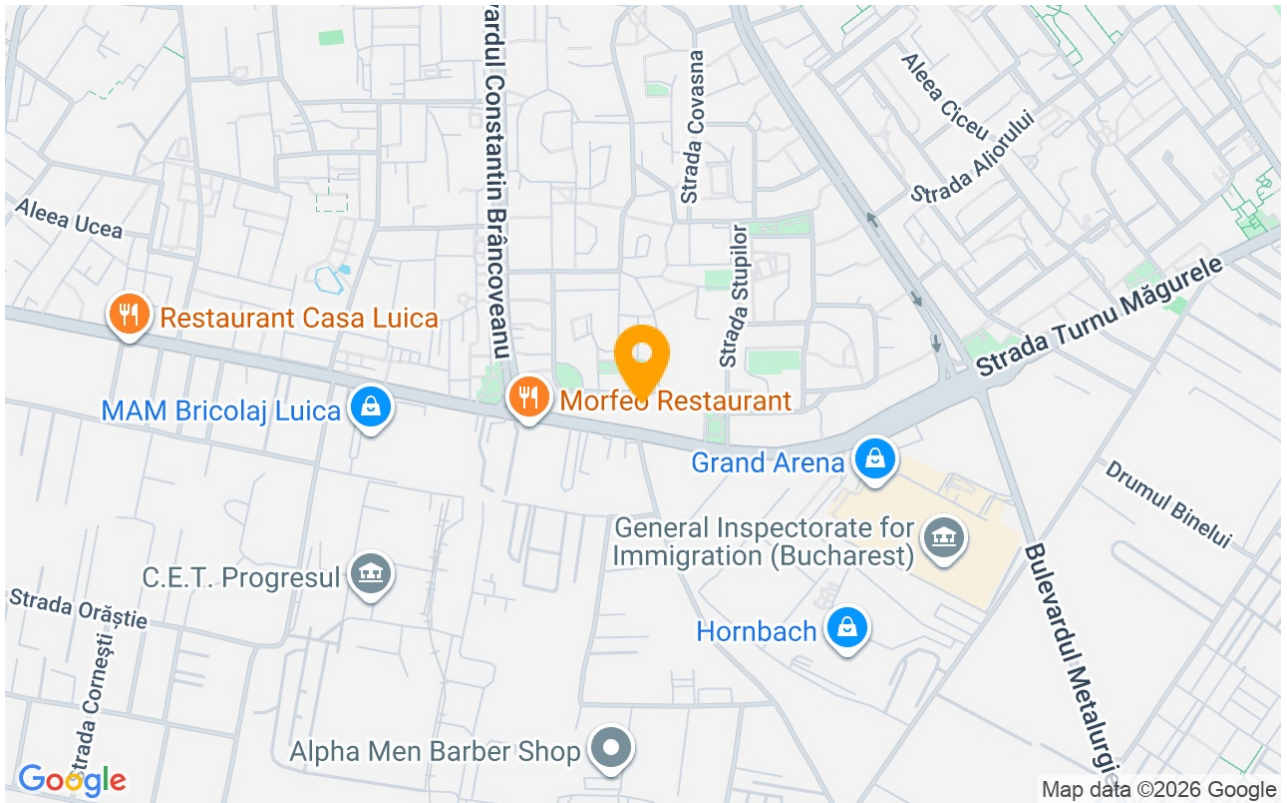 Bulevardul Constantin Brâncoveanu
Strada Covasna
Aleea Ciceu
Strada Aliorului
Aleea Ucea
Strada Stupilor
Strada Turnu Măgurele
Restaurant Casa Luica
MAM Bricolaj Luica
Morfeo Restaurant
Grand Arena
Drumul Binelui
General Inspectorate for
Immigration (Bucharest)
C.E.T. Progresul
Strada Orăștie
Strada Cornești
Hornbach
Bulevardul Metalurgie
Alpha Men Barber Shop
Google
Map data ©2026 Google